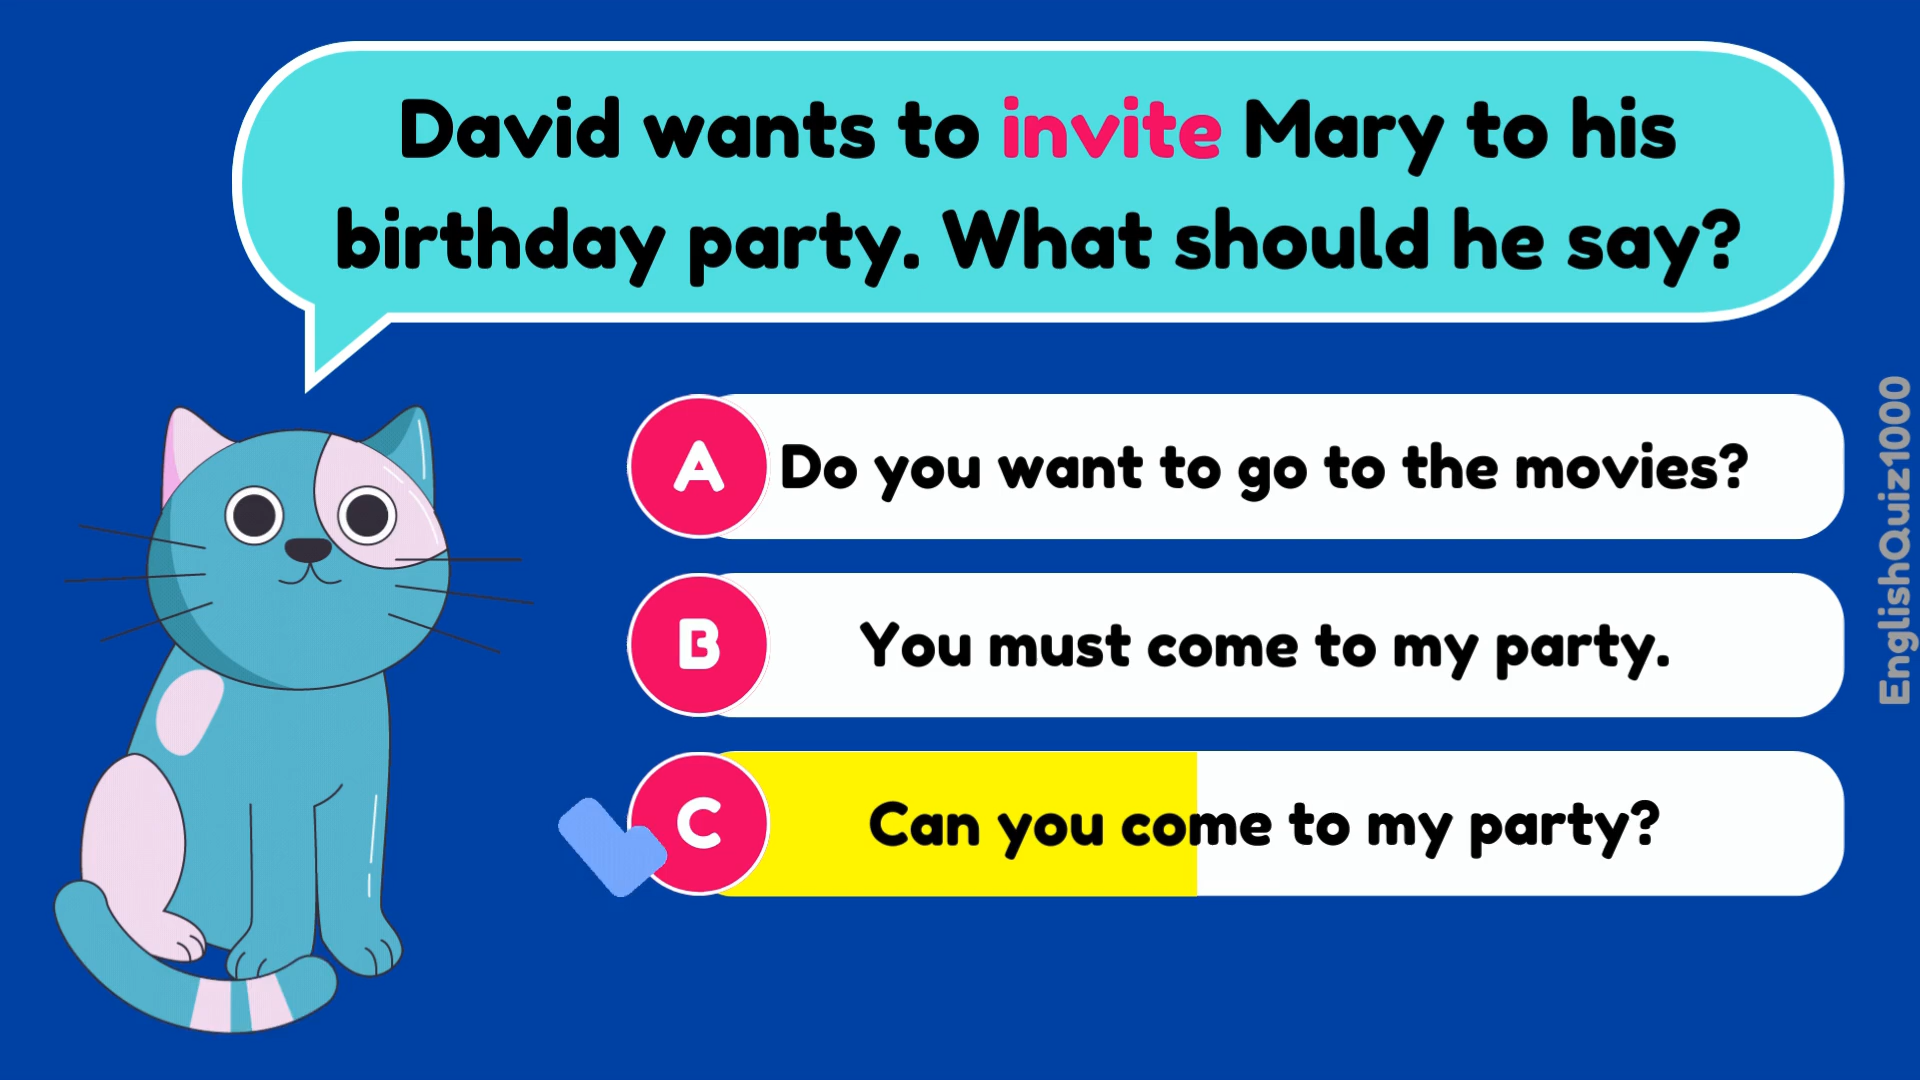 David wants to invite Mary to his
birthday party. What should he say?
A Do you want to go to the movies?
B You must come to my party.
C Can you come to my party?
EnglishQuiz1000